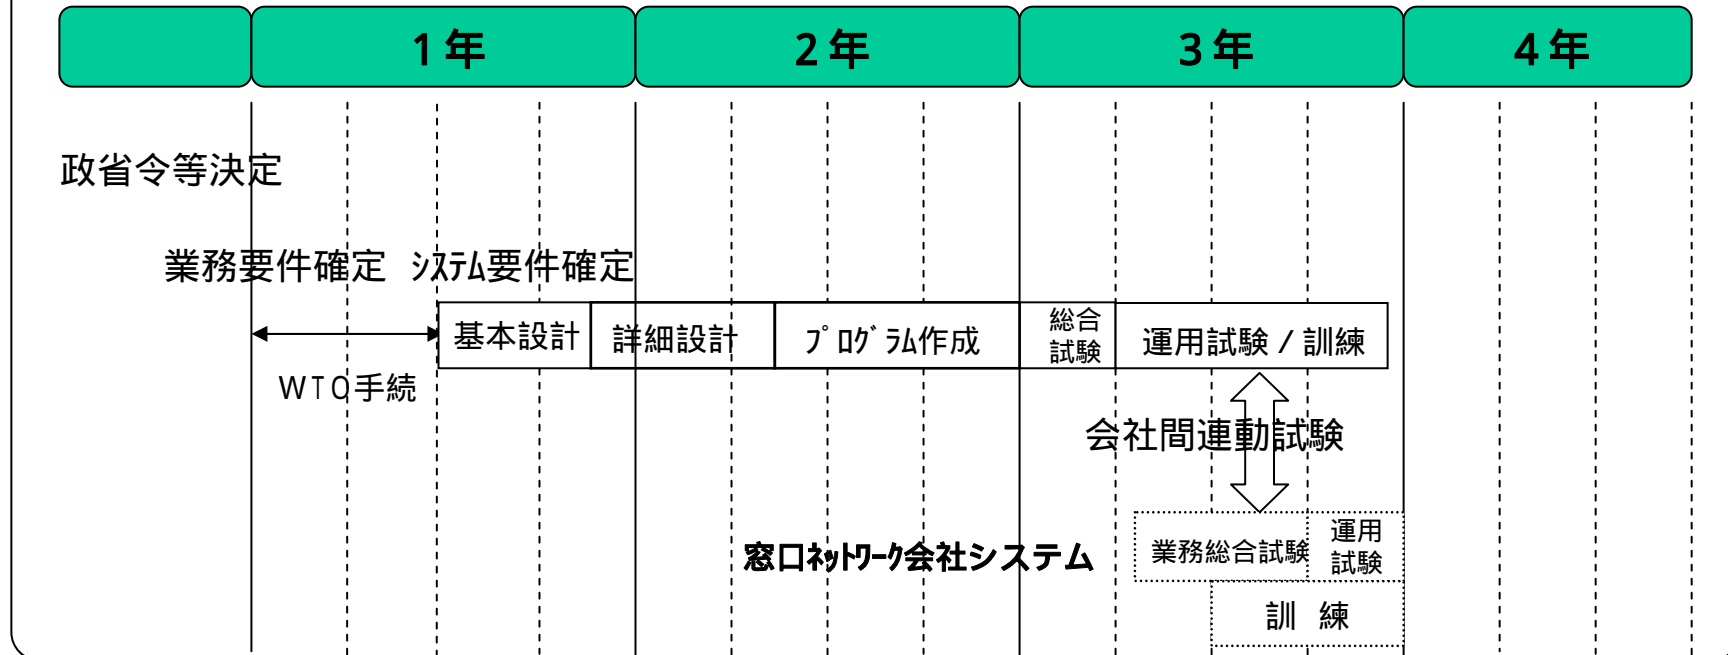 1年 2年 3年 4年
政省令等決定
業務要件確定 ｼｽﾃﾑ要件確定
基本設計 詳細設計 ﾌﾟﾛｸﾞﾗﾑ作成 総合
試験 運用試験/訓練
WTO手続
会社間連動試験
窓口ﾈｯﾄﾜｰｸ会社システム
業務総合試験 運用
試験
訓 練